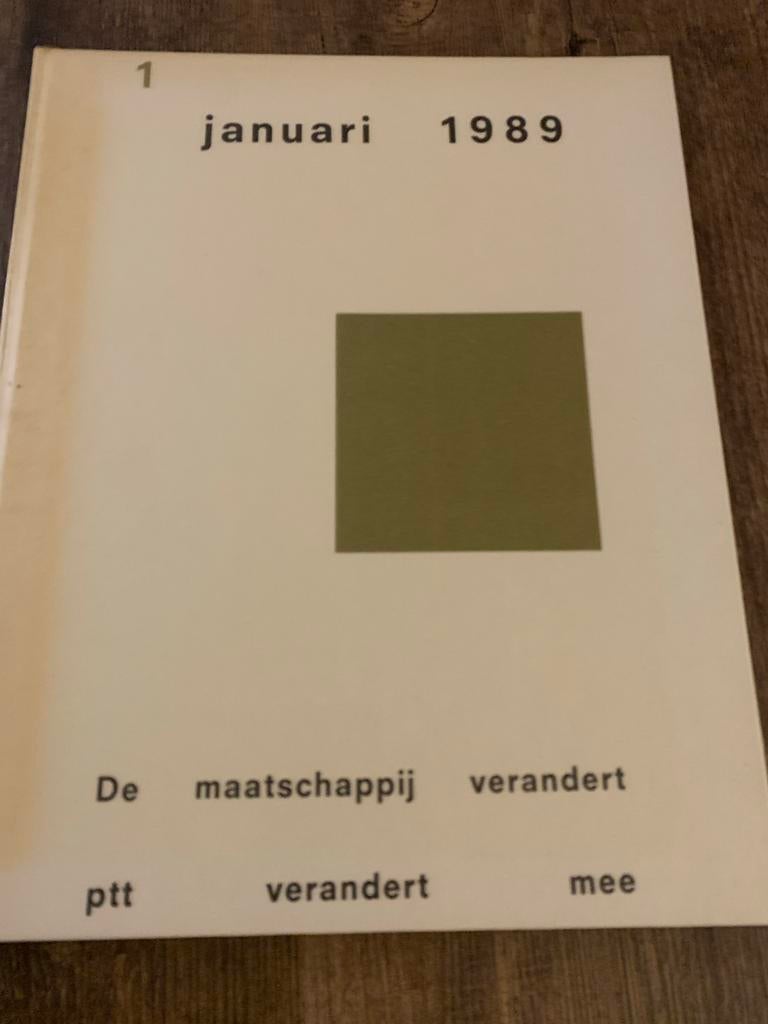 1
januari 1989
De maatschappij verandert
ptt verandert mee